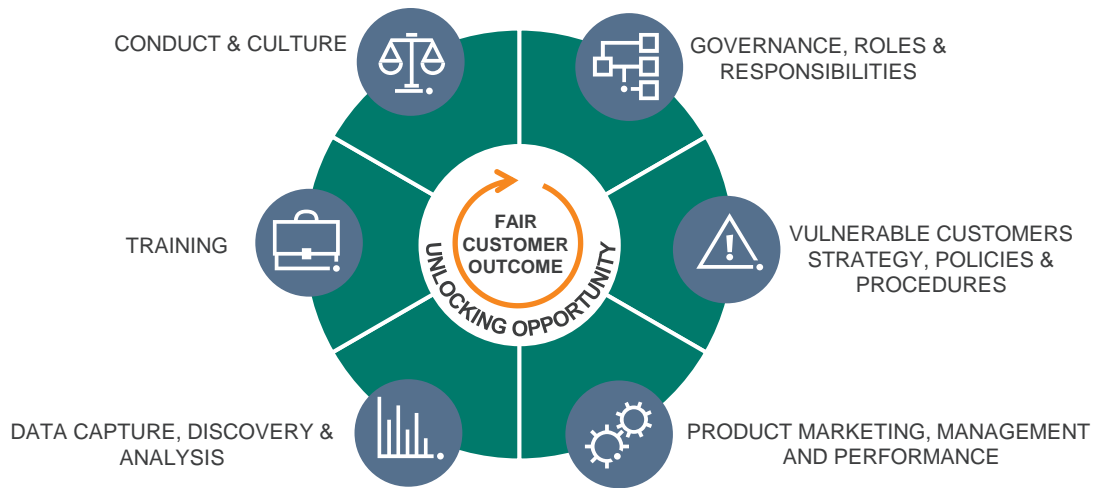 CONDUCT & CULTURE
GOVERNANCE, ROLES &
RESPONSIBILITIES
TRAINING
FAIR
CUSTOMER
OUTCOME
UNLOCKING OPPORTUNITY
VULNERABLE CUSTOMERS
STRATEGY, POLICIES &
PROCEDURES
DATA CAPTURE, DISCOVERY &
ANALYSIS
PRODUCT MARKETING, MANAGEMENT
AND PERFORMANCE